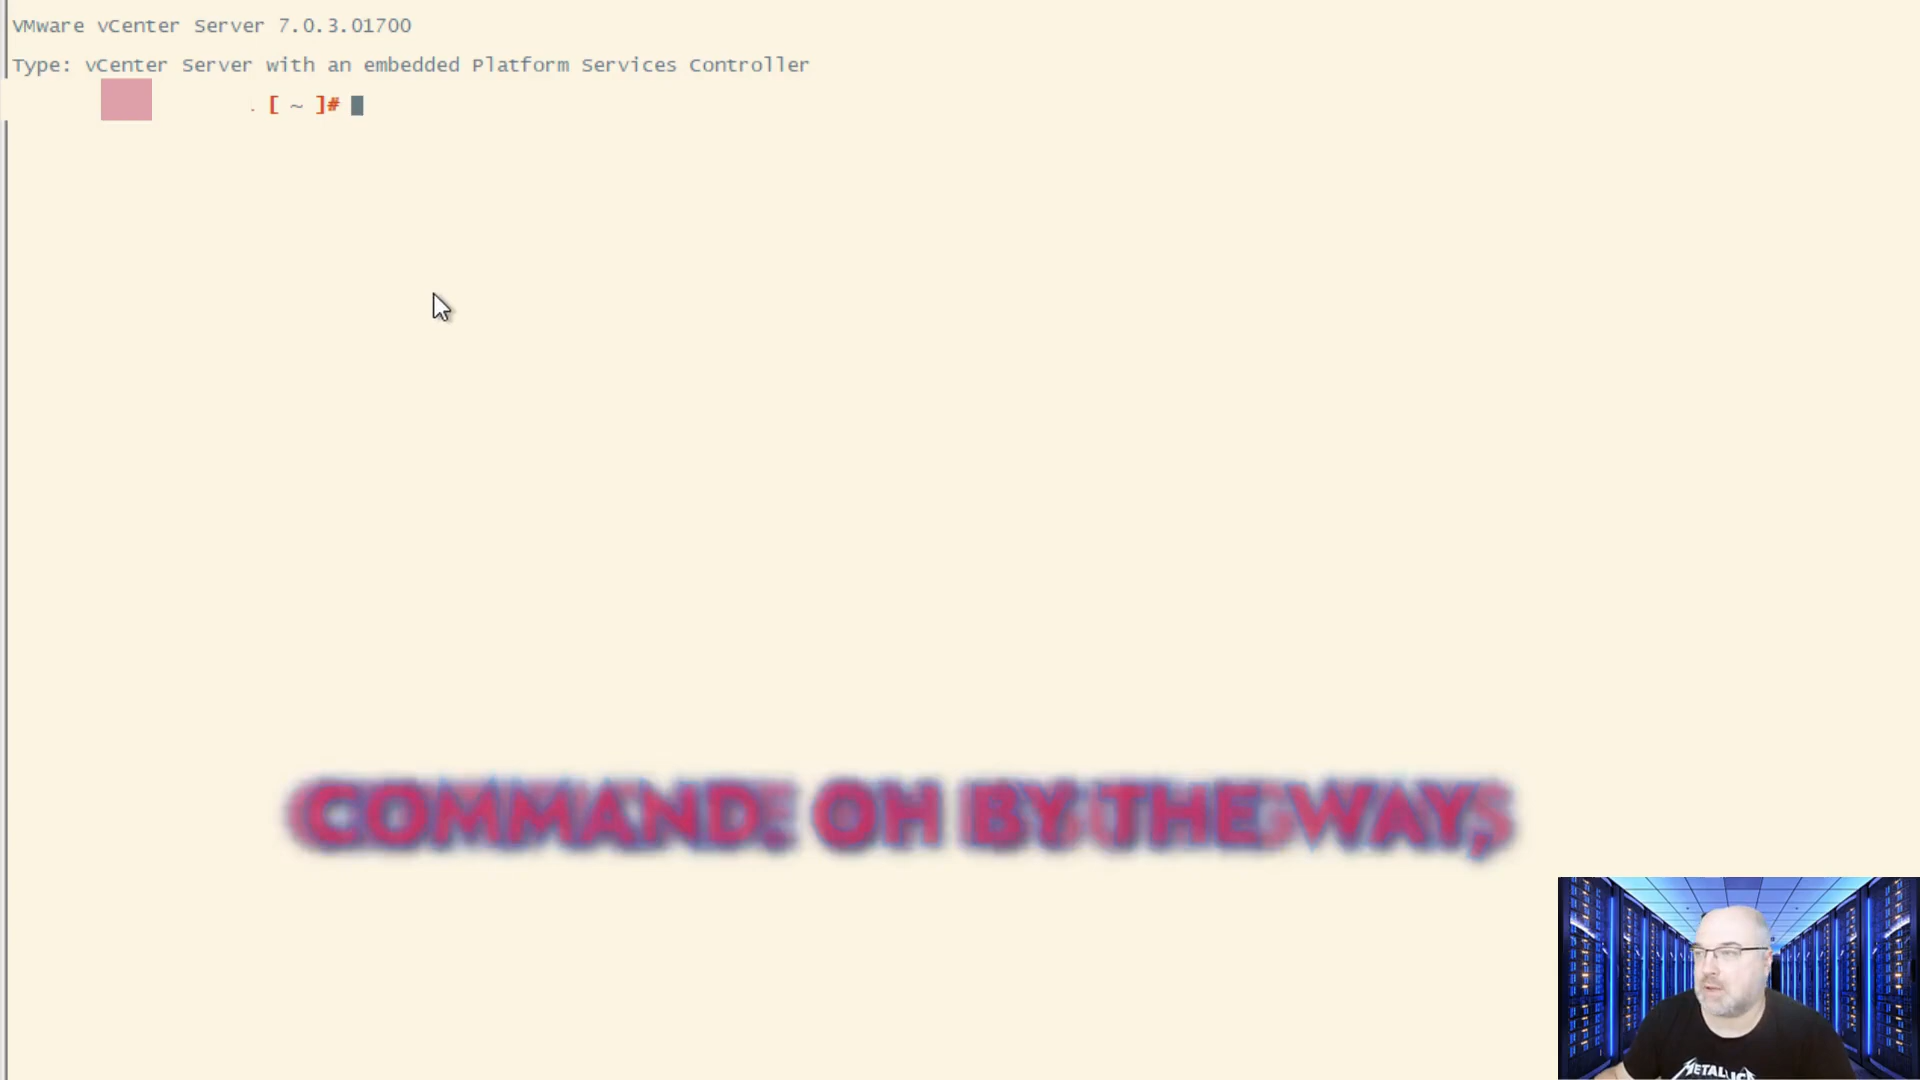 VMware vCenter Server 7.0.3.01700
Type: vCenter Server with an embedded Platform Services Controller
. [ ~ ]#
COMMAND. OH BY THE WAY,
METALLICA